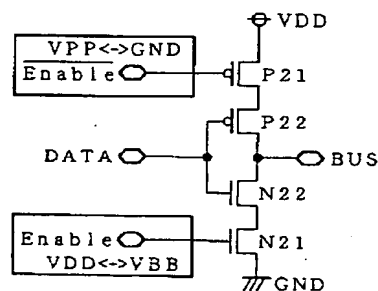 VDD
VPP<->GND
Enable
P21
P22
DATA
BUS
N22
Enable
N21
VDD<->VBB
GND